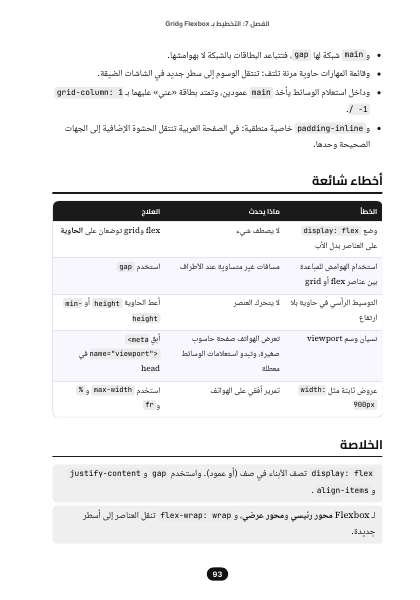 الفصل 7: التخطيط بـ Flexbox وGrid
• وmain شبكة لها gap، فتتباعد البطاقات بالشبكة لا بهوامشها.
• وقائمة المهارات حاوية مرنة تلتف: تنتقل الوسوم إلى سطر جديد في الشاشات الضيقة.
• وداخل استعلام الوسائط يأخذ main عمودين، وتمتد بطاقة «عني» عليهما بـ grid-column: 1
/ -1.
• وpadding-inline خاصية منطقية: في الصفحة العربية تنتقل الحشوة الإضافية إلى الجهات
الصحيحة وحدها.
أخطاء شائعة
الخطأ ماذا يحدث العلاج
وضع display: flex لا يصطف شيء flex وgrid توضعان على الحاوية
على العناصر بدل الأب
استخدام الهوامش للمباعدة مسافات غير متساوية عند الأطراف استخدم gap
بين عناصر flex أو grid
التوسيط الرأسي في حاوية بلا لا يتحرك العنصر أعط الحاوية height أو min-
ارتفاع height
نسيان وسم viewport تعرض الهواتف صفحة حاسوب أبقِ <meta
صغيرة، وتبدو استعلامات الوسائط name="viewport"> في
معطلة head
عروض ثابتة مثل width: تمرير أفقي على الهواتف استخدم max-width و%
900px وfr
الخلاصة
display: flex تصف الأبناء في صف (أو عمود)، واستخدم gap وjustify-content
وalign-items.
لـ Flexbox محور رئيسي ومحور عرضي، وflex-wrap: wrap تنقل العناصر إلى أسطر
جديدة.
93